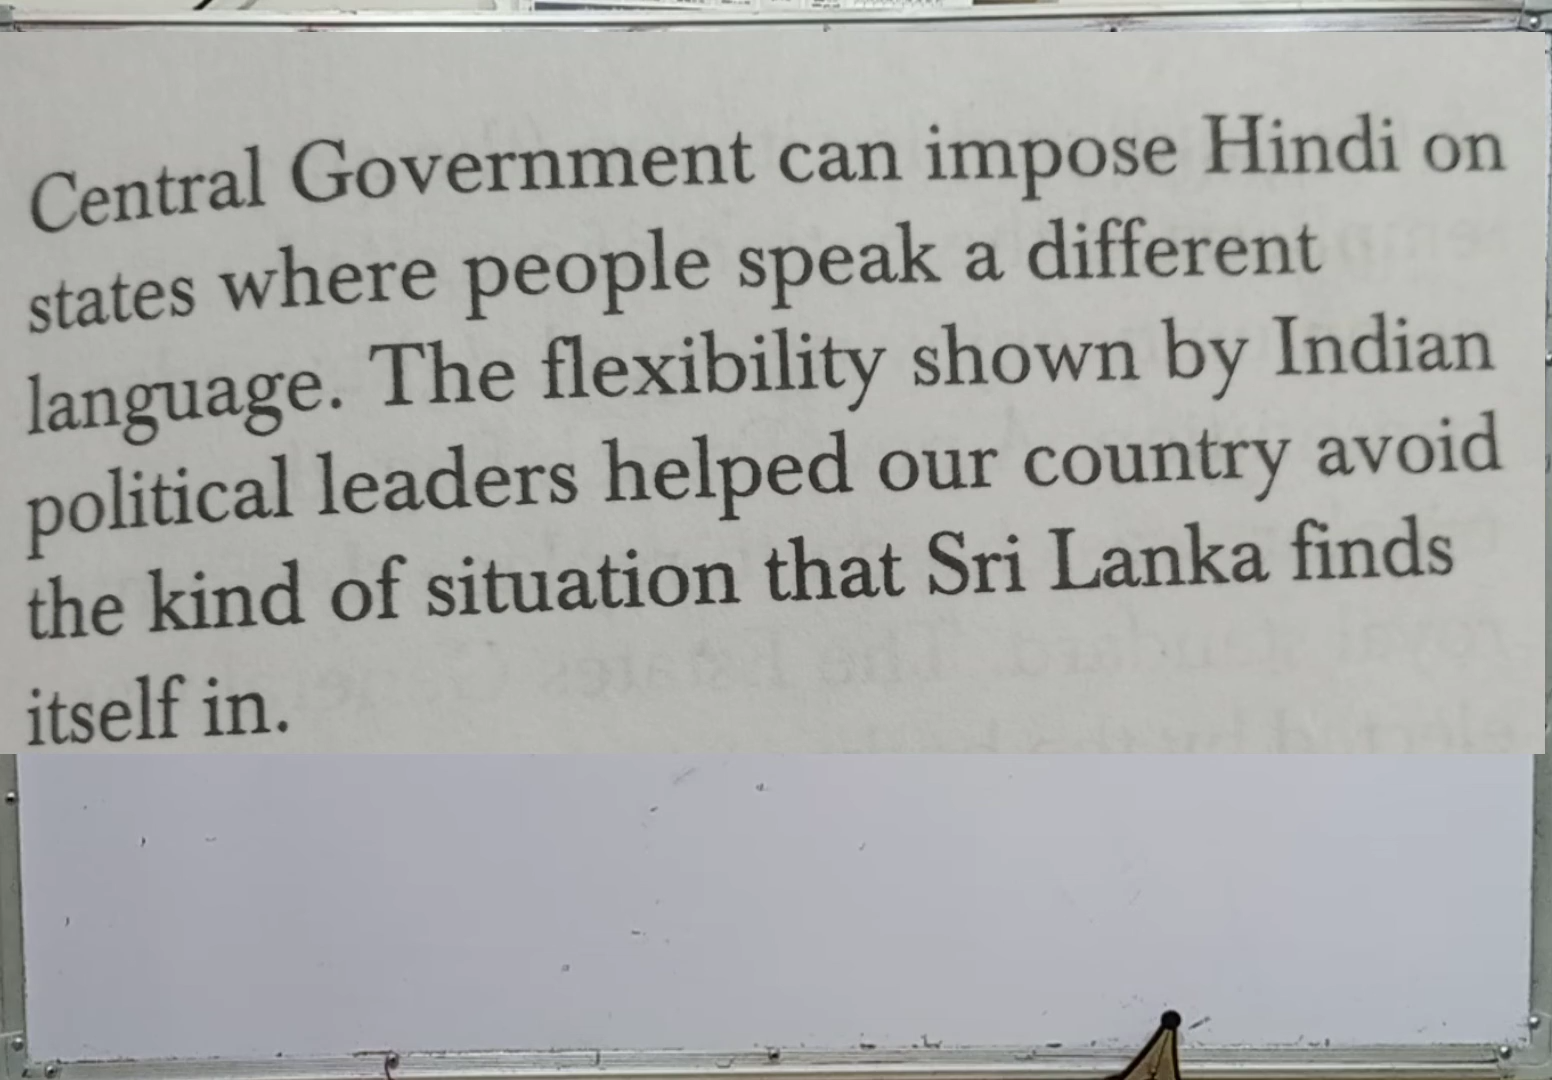 Central Government can impose Hindi on
states where people speak a different
language. The flexibility shown by Indian
political leaders helped our country avoid
the kind of situation that Sri Lanka finds
itself in.